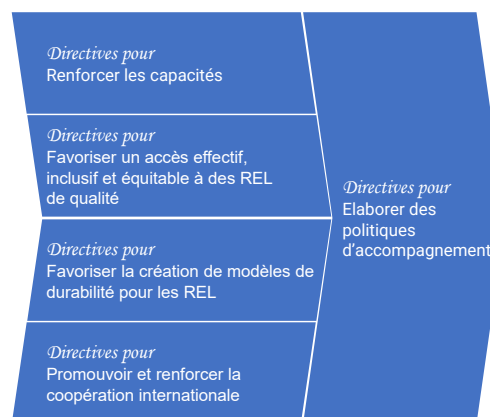 Directives pour
Renforcer les capacités
Directives pour
Favoriser un accès effectif,
inclusif et équitable à des REL
de qualité
Directives pour
Favoriser la création de modèles de
durabilité pour les REL
Directives pour
Promouvoir et renforcer la
coopération internationale
Directives pour
Elaborer des
politiques
d'accompagnement